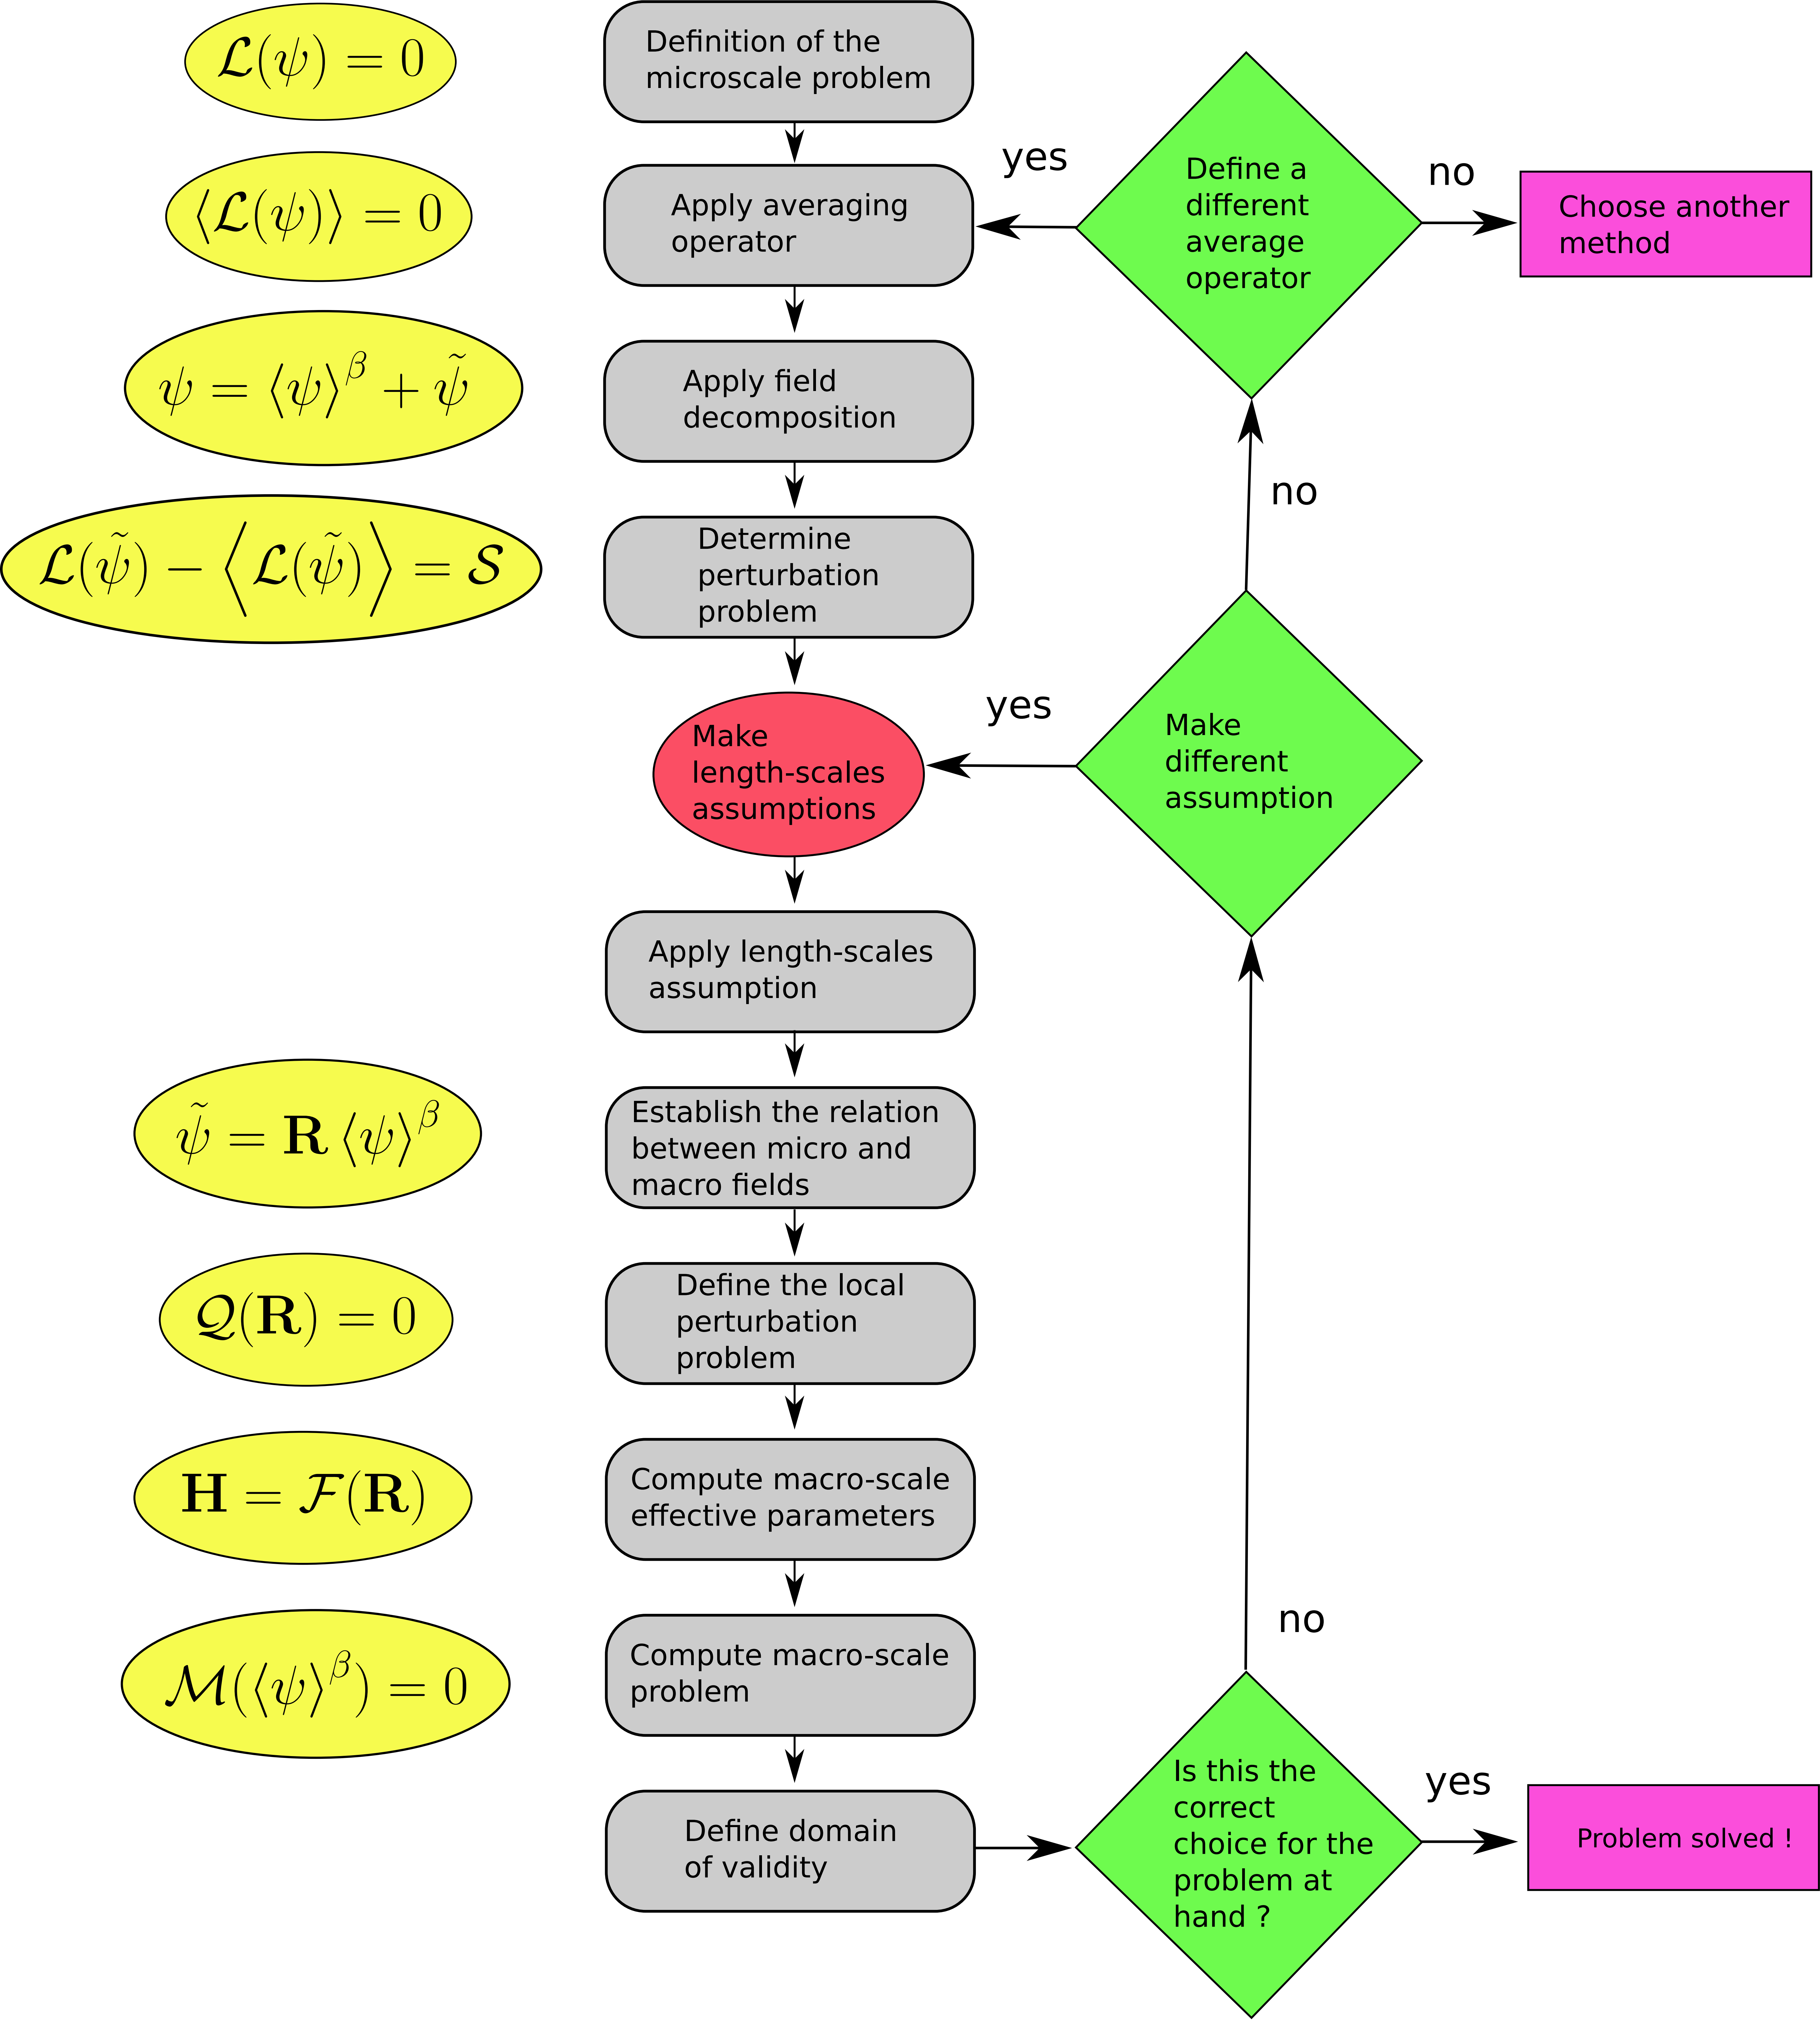 ℒ(ψ) = 0
Definition of the
microscale problem
yes
Define a
different
average
operator
no
Choose another
method
⟨ℒ(ψ)⟩ = 0
Apply averaging
operator
ψ = ⟨ψ⟩^β + ψ̃
Apply field
decomposition
no
ℒ(ψ̃) − ⟨ℒ(ψ̃)⟩ = 𝒮
Determine
perturbation
problem
Make
length-scales
assumptions
yes
Make
different
assumption
Apply length-scales
assumption
ψ̃ = 𝐑 ⟨ψ⟩^β
Establish the relation
between micro and
macro fields
𝒬(𝐑) = 0
Define the local
perturbation
problem
𝐇 = ℱ(𝐑)
Compute macro-scale
effective parameters
no
ℳ(⟨ψ⟩^β) = 0
Compute macro-scale
problem
Define domain
of validity
Is this the
correct
choice for the
problem at
hand ?
yes
Problem solved !